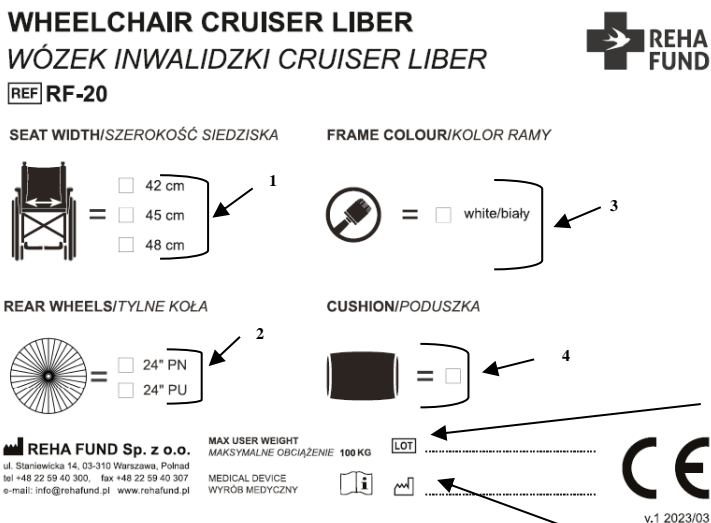 WHEELCHAIR CRUISER LIBER
WÓZEK INWALIDZKI CRUISER LIBER
REF RF-20
REHA
FUND
SEAT WIDTH/SZEROKOŚĆ SIEDZISKA
42 cm
45 cm
48 cm
1
=
FRAME COLOUR/KOLOR RAMY
= white/biały
3
REAR WHEELS/TYLNE KOŁA
24" PN
24" PU
2
=
CUSHION/PODUSZKA
=
4
REHA FUND Sp. z o.o.
ul. Staniewicka 14, 03-310 Warszawa, Polnad
tel +48 22 59 40 300, fax +48 22 59 40 307
e-mail: info@rehafund.pl www.rehafund.pl
MAX USER WEIGHT
MAKSYMALNE OBCIĄŻENIE 100 KG
MEDICAL DEVICE
WYRÓB MEDYCZNY
i
LOT
CE
v.1 2023/03